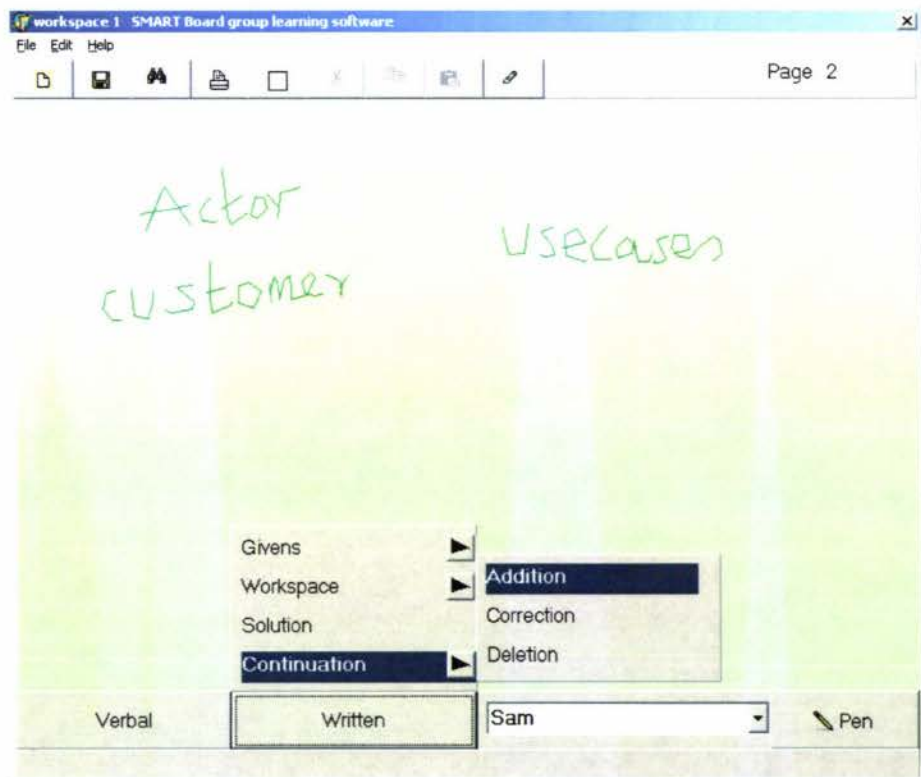 workspace 1 SMART Board group learning software
File Edit Help
Page 2
Actor
usecases
customer
Givens
Workspace
Solution
Continuation
Addition
Correction
Deletion
Verbal
Written
Sam
Pen